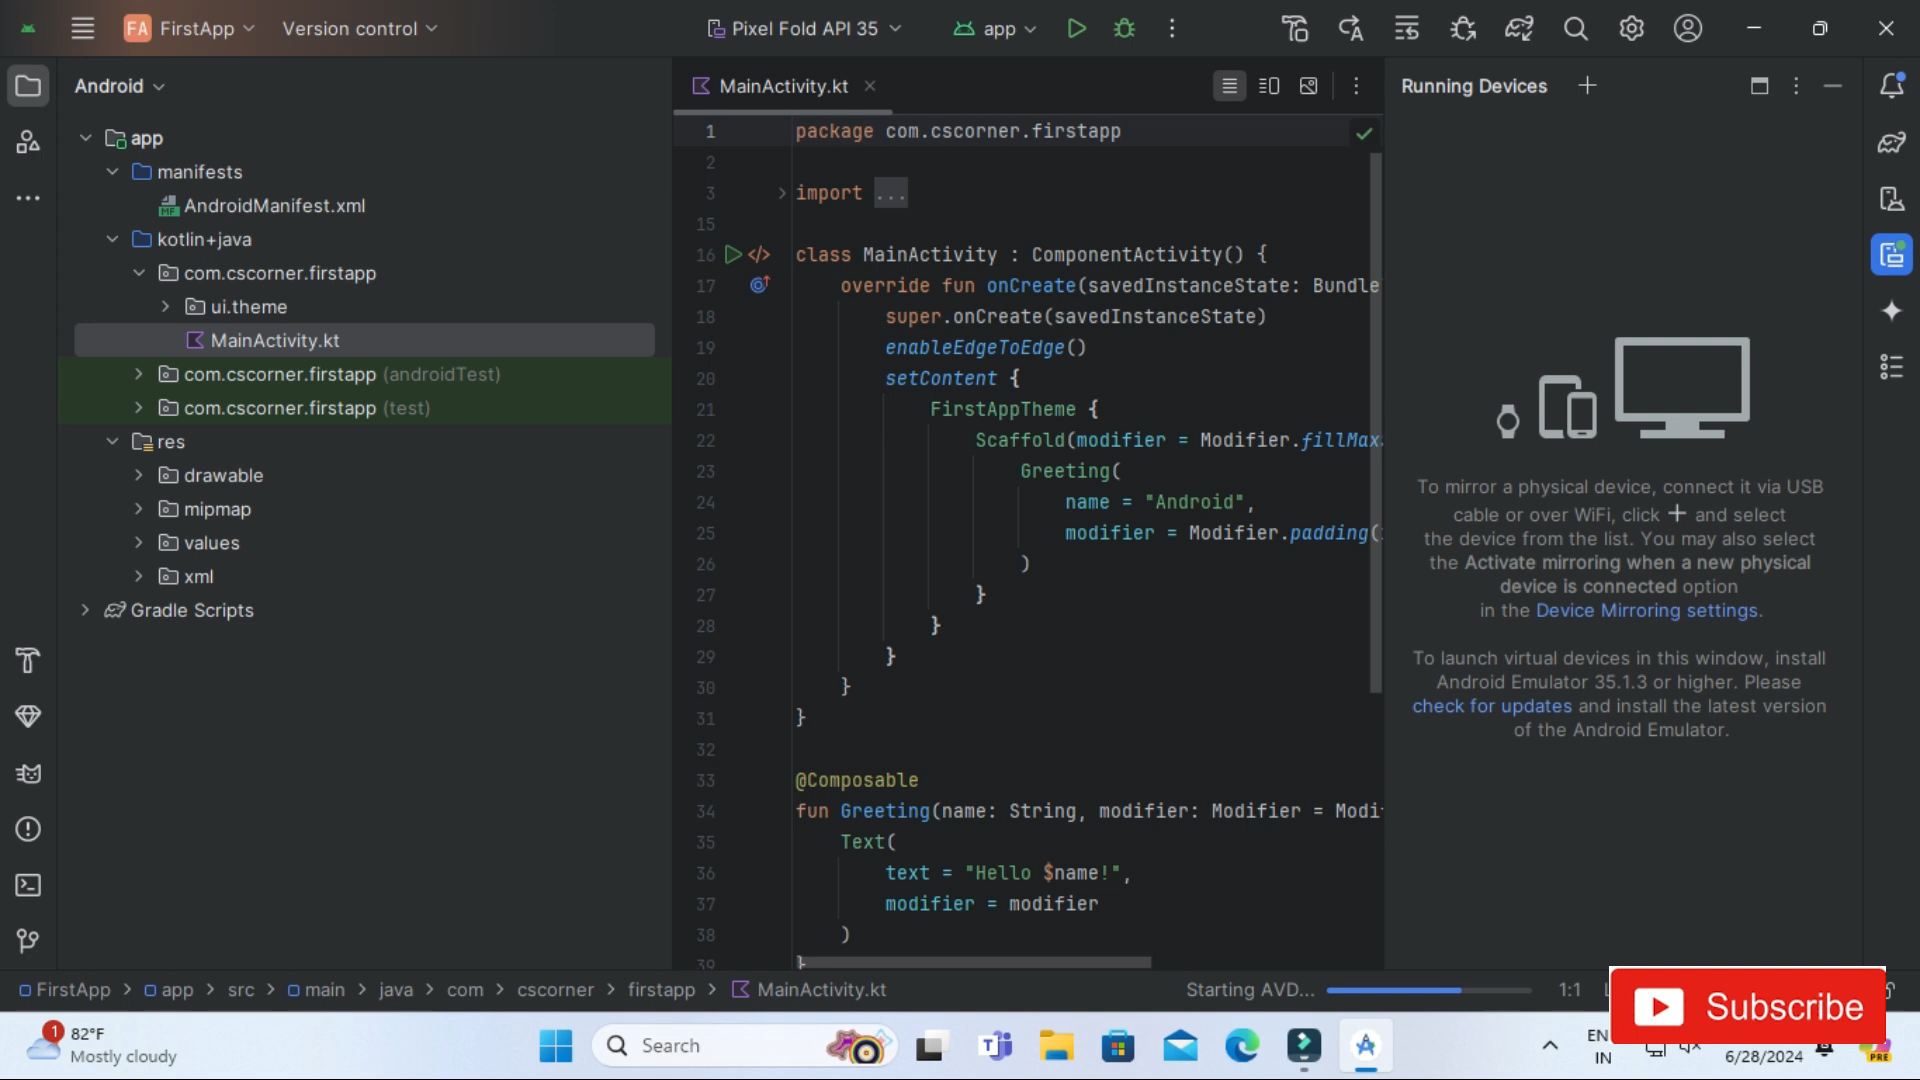 FA FirstApp Version control Pixel Fold API 35 app
Android
app
manifests
AndroidManifest.xml
kotlin+java
com.cscorner.firstapp
ui.theme
MainActivity.kt
com.cscorner.firstapp (androidTest)
com.cscorner.firstapp (test)
res
drawable
mipmap
values
xml
Gradle Scripts
MainActivity.kt
1 package com.cscorner.firstapp
2
3 import ...
15
16 class MainActivity : ComponentActivity() {
17 override fun onCreate(savedInstanceState: Bundle
18 super.onCreate(savedInstanceState)
19 enableEdgeToEdge()
20 setContent {
21 FirstAppTheme {
22 Scaffold(modifier = Modifier.fillMax
23 Greeting(
24 name = "Android",
25 modifier = Modifier.padding(
26 )
27 }
28 }
29 }
30 }
31 }
32
33 @Composable
34 fun Greeting(name: String, modifier: Modifier = Modi
35 Text(
36 text = "Hello $name!",
37 modifier = modifier
38 )
39 }
Running Devices
To mirror a physical device, connect it via USB
cable or over WiFi, click + and select
the device from the list. You may also select
the Activate mirroring when a new physical
device is connected option
in the Device Mirroring settings.
To launch virtual devices in this window, install
Android Emulator 35.1.3 or higher. Please
check for updates and install the latest version
of the Android Emulator.
FirstApp > app > src > main > java > com > cscorner > firstapp > MainActivity.kt
Starting AVD... 1:1
Subscribe
1
82°F
Mostly cloudy
Search
EN
IN
6/28/2024
PRE